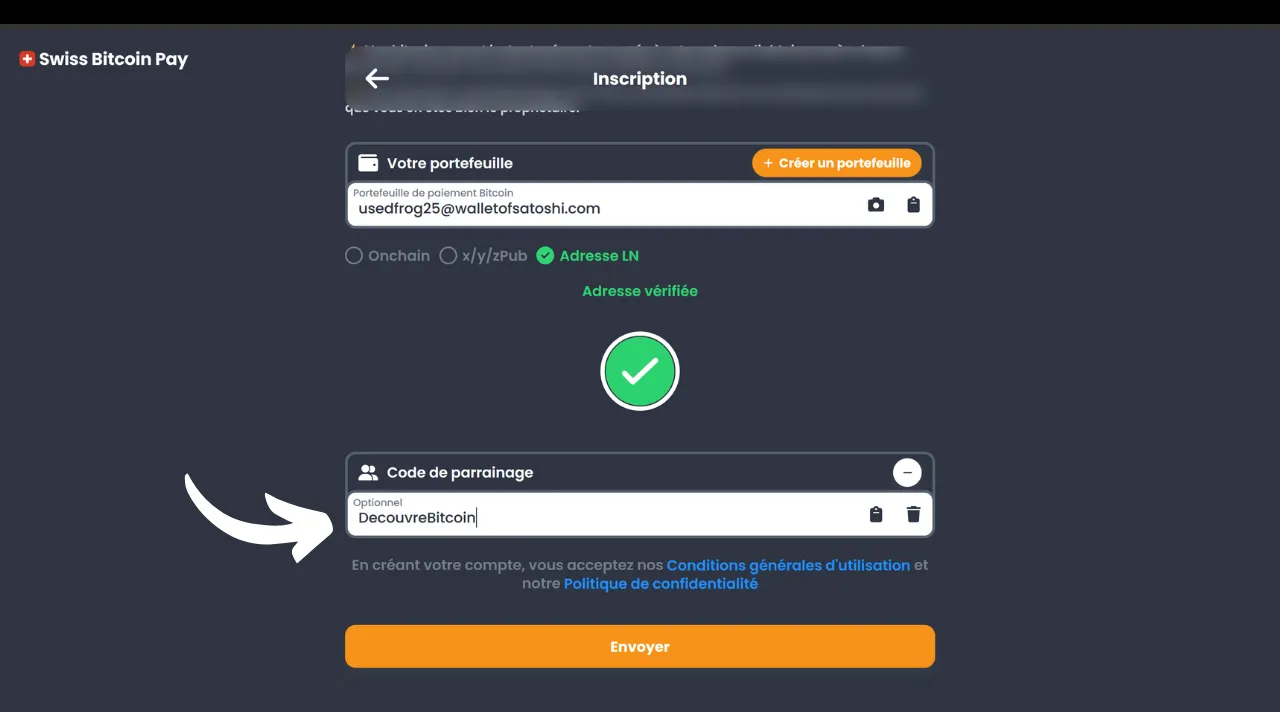 Swiss Bitcoin Pay
Inscription
que vous en êtes bien le propriétaire.
Votre portefeuille
+ Créer un portefeuille
Portefeuille de paiement Bitcoin
usedfrog25@walletofsatoshi.com
Onchain x/y/zPub Adresse LN
Adresse vérifiée
Code de parrainage
Optionnel
DecouvreBitcoin
En créant votre compte, vous acceptez nos Conditions générales d'utilisation et
notre Politique de confidentialité
Envoyer